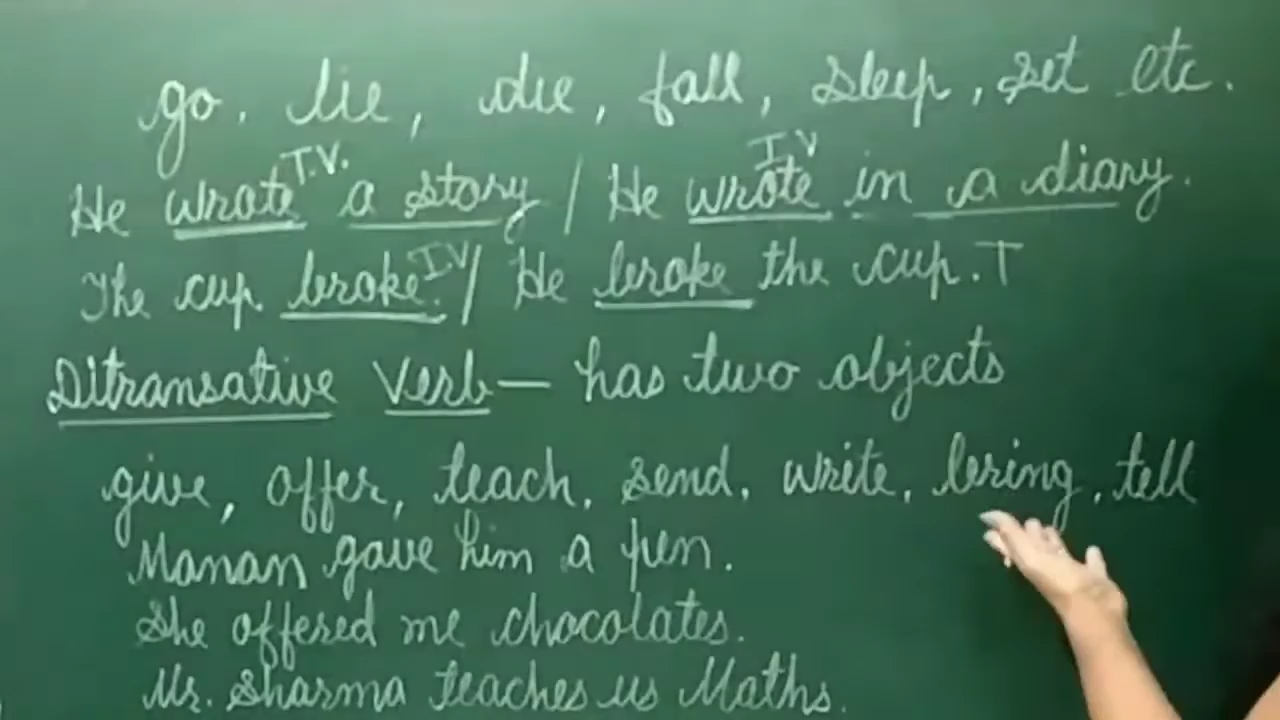 go, lie, die, fall, sleep, set etc.
He wrote T.V. a story / He wrote I.V in a diary.
The cup broke. I.V / He broke the cup. T
Ditransative Verb — has two objects
give, offer, teach, send, write, bring, tell
Manan gave him a pen.
She offered me chocolates.
Mr. Sharma teaches us Maths.